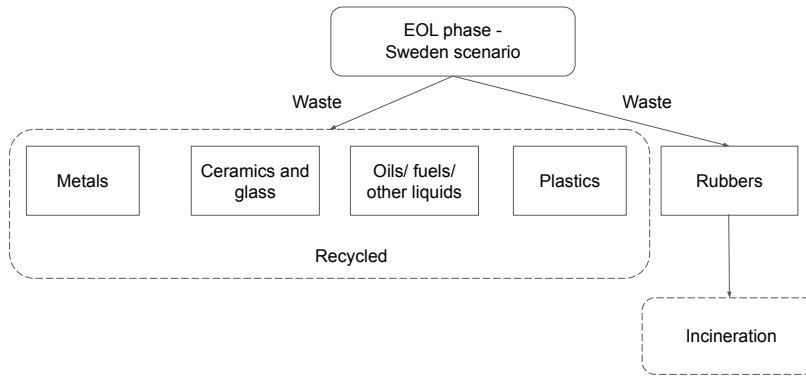 EOL phase -
Sweden scenario
Waste
Waste
Metals
Ceramics and
glass
Oils/ fuels/
other liquids
Plastics
Rubbers
Recycled
Incineration